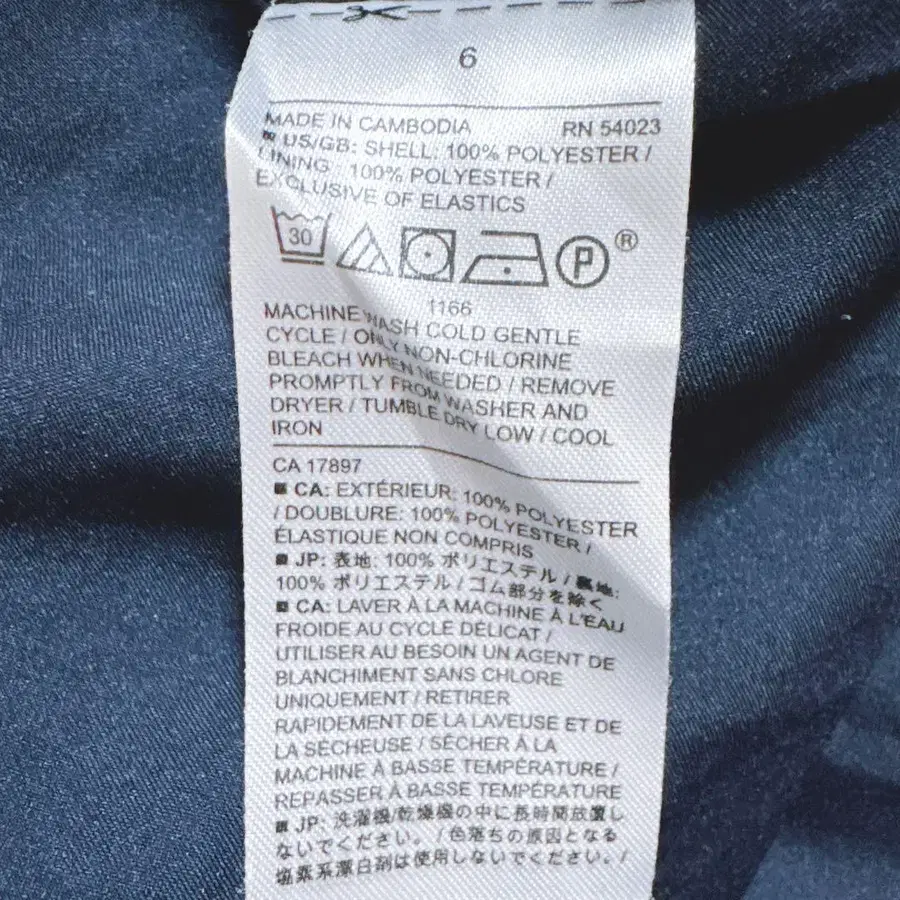 6
MADE IN CAMBODIA RN 54023
US/GB: SHELL: 100% POLYESTER /
LINING : 100% POLYESTER /
EXCLUSIVE OF ELASTICS
30 P ®
1166
MACHINE WASH COLD GENTLE
CYCLE / ONLY NON-CHLORINE
BLEACH WHEN NEEDED / REMOVE
PROMPTLY FROM WASHER AND
DRYER / TUMBLE DRY LOW / COOL
IRON
CA 17897
■ CA: EXTÉRIEUR: 100% POLYESTER
/ DOUBLURE: 100% POLYESTER /
ÉLASTIQUE NON COMPRIS
■ JP: 表地: 100% ポリエステル / 裏地:
100% ポリエステル / ゴム部分を除く
■ CA: LAVER À LA MACHINE À L'EAU
FROIDE AU CYCLE DÉLICAT /
UTILISER AU BESOIN UN AGENT DE
BLANCHIMENT SANS CHLORE
UNIQUEMENT / RETIRER
RAPIDEMENT DE LA LAVEUSE ET DE
LA SÉCHEUSE / SÉCHER À LA
MACHINE À BASSE TEMPÉRATURE /
REPASSER À BASSE TEMPÉRATURE
■ JP: 洗濯機/乾燥機の中に長時間放置し
ないでください。 / 色落ちの原因となる
塩素系漂白剤は使用しないでください。/